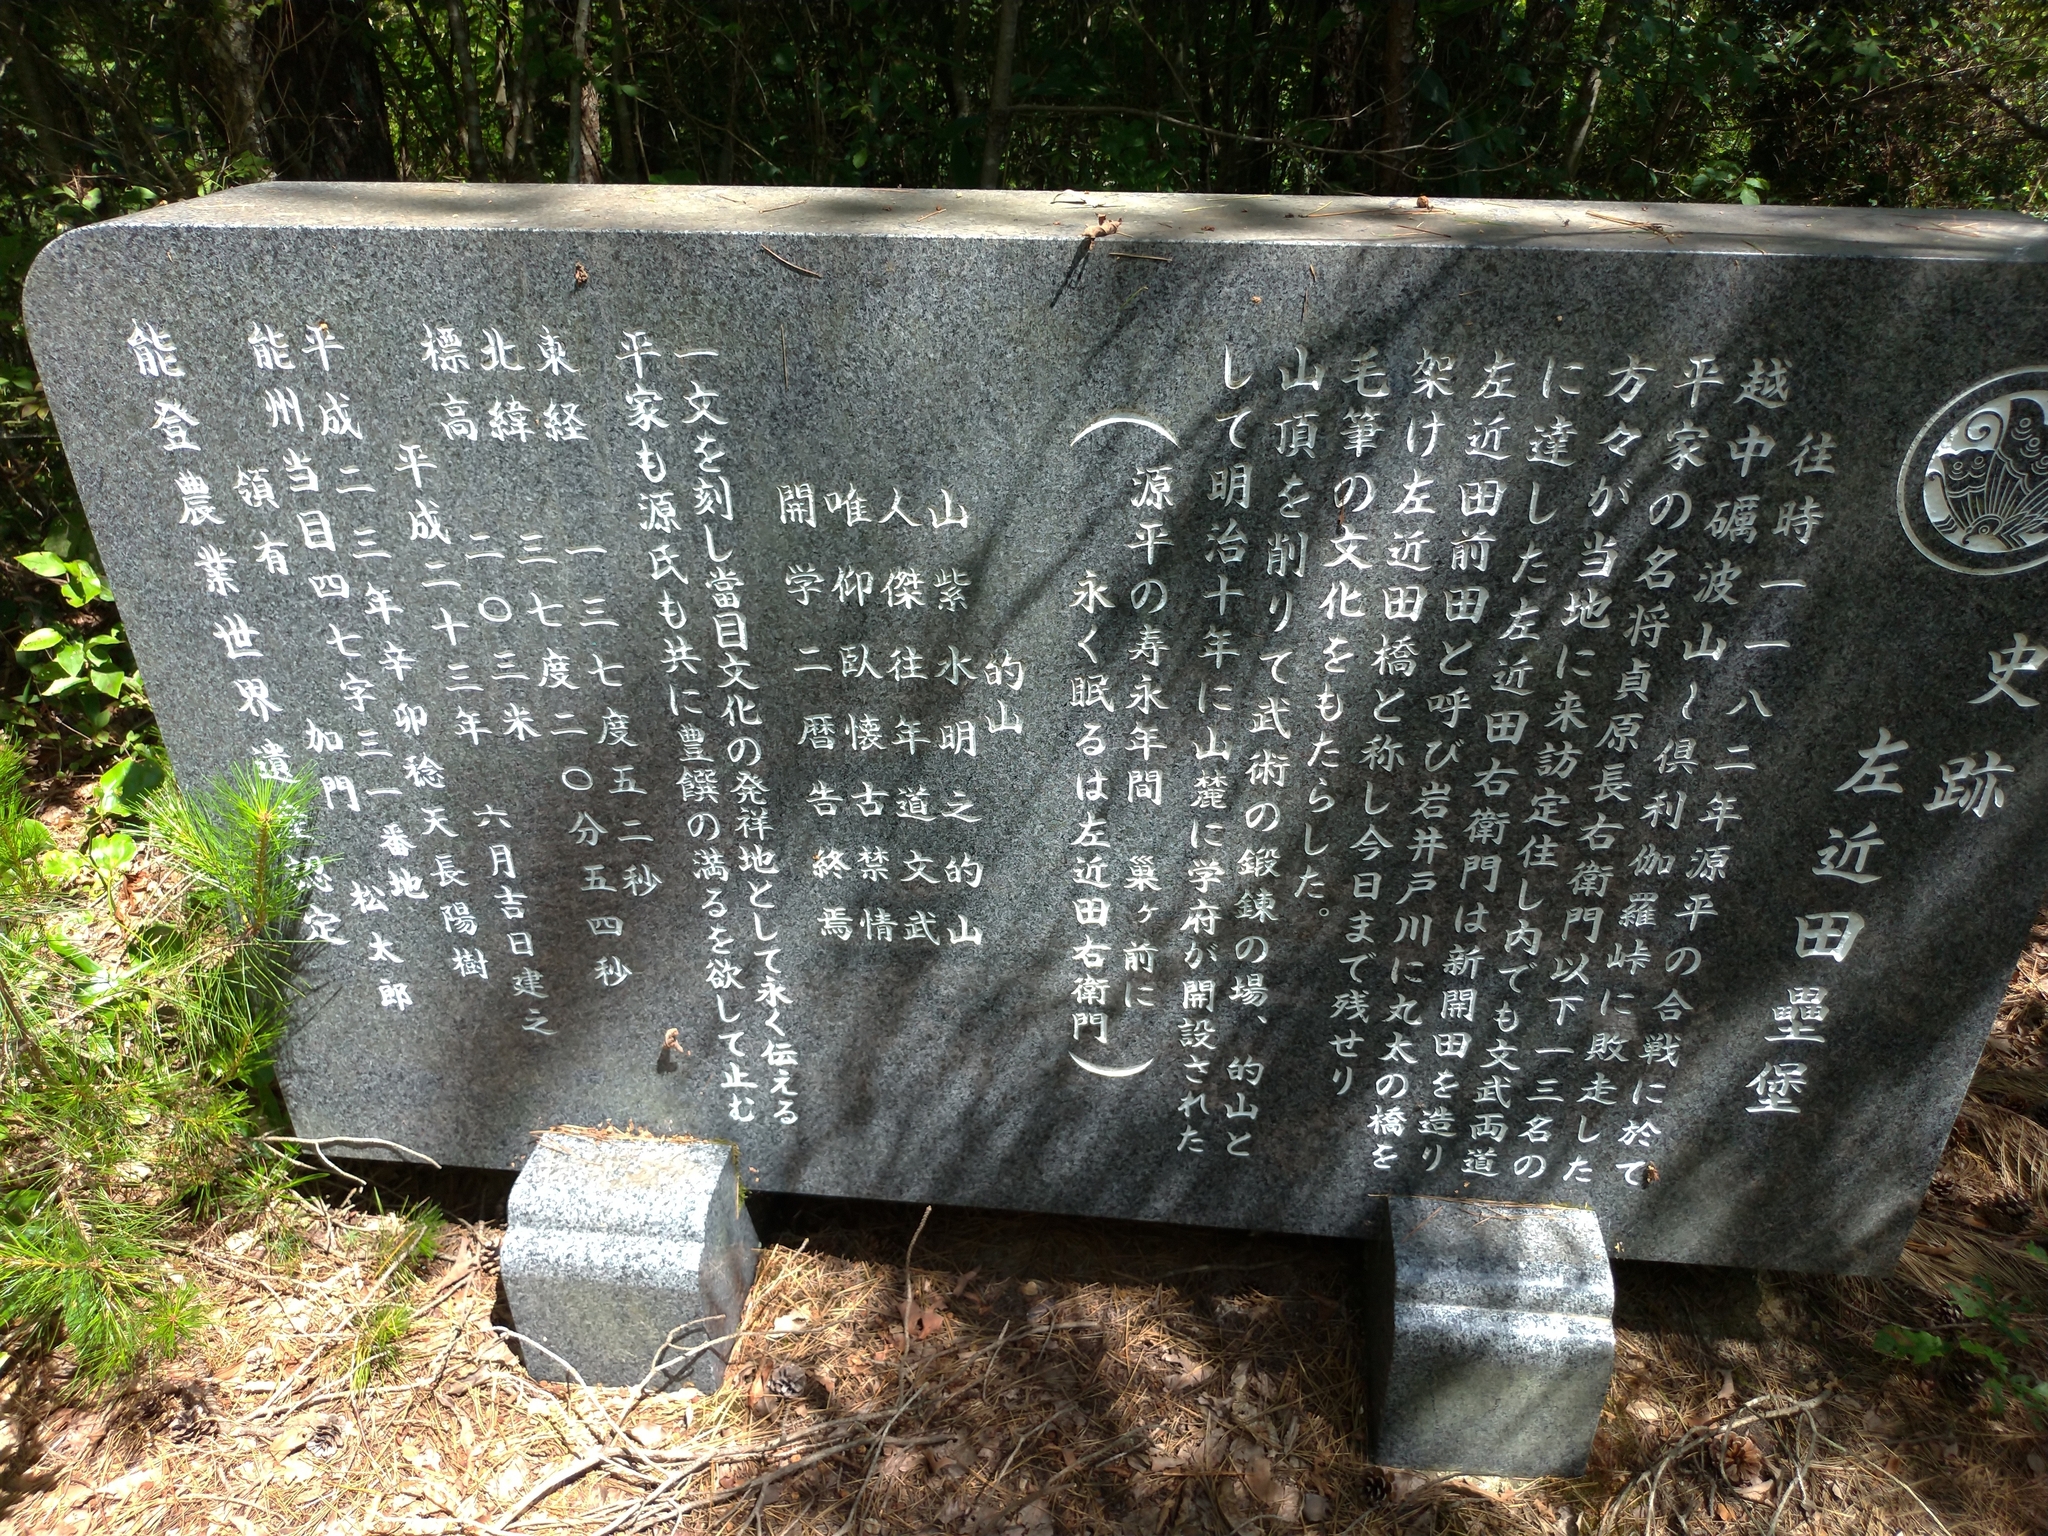 史跡
左近田塁堡
往時一一八二年源平の合戦に於て
越中礪波山〜倶利伽羅峠に敗走した
平家の名将貞原長右衛門以下一三名の
方々が当地に来訪定住し内でも文武両道
に達した左近田右衛門は新開田を造り
左近田前田と呼び岩井戸川に丸太の橋を
架け左近田橋と称し今日まで残せり
毛筆の文化をもたらした。
山頂を削りて武術の鍛錬の場、的山と
して明治十年に山麓に学府が開設された
(源平の寿永年間 巣ヶ前に
永く眠るは左近田右衛門)
的山
山紫水明之的山
人傑往年道文武
唯仰臥懐古禁情
開学二暦告終焉
一文を刻し當目文化の発祥地として永く伝える
平家も源氏も共に豊饌の満るを欲して止む
東経 一三七度五二秒
北緯 三七度二〇分五四秒
標高 二〇三米
平成二十三年 六月吉日建之
平成二三年辛卯稔 天長陽樹
能州当目四七字三一番地
領有 加門 松太郎
能登農業世界遺 認定